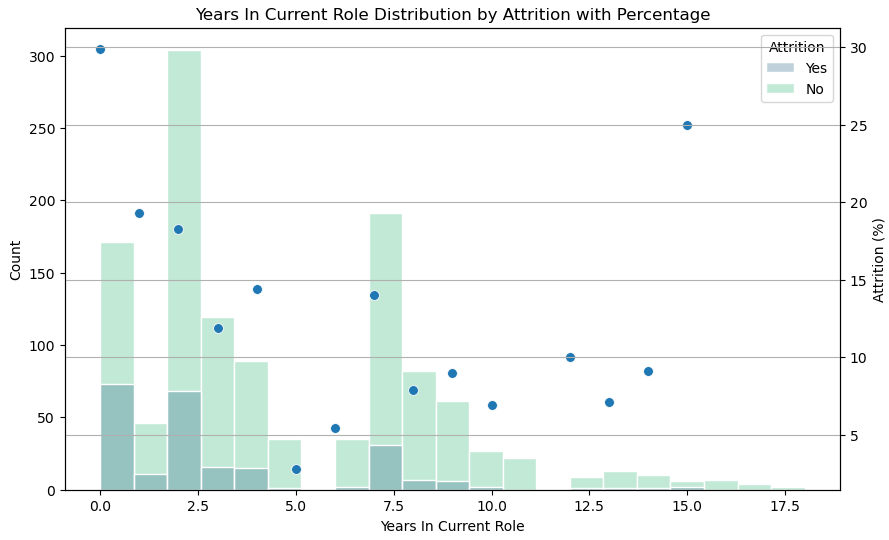 Years In Current Role Distribution by Attrition with Percentage
Attrition
Yes
No
Count
300
250
200
150
100
50
0
30
25
20
15
10
5
Attrition (%)
0.0 2.5 5.0 7.5 10.0 12.5 15.0 17.5
Years In Current Role